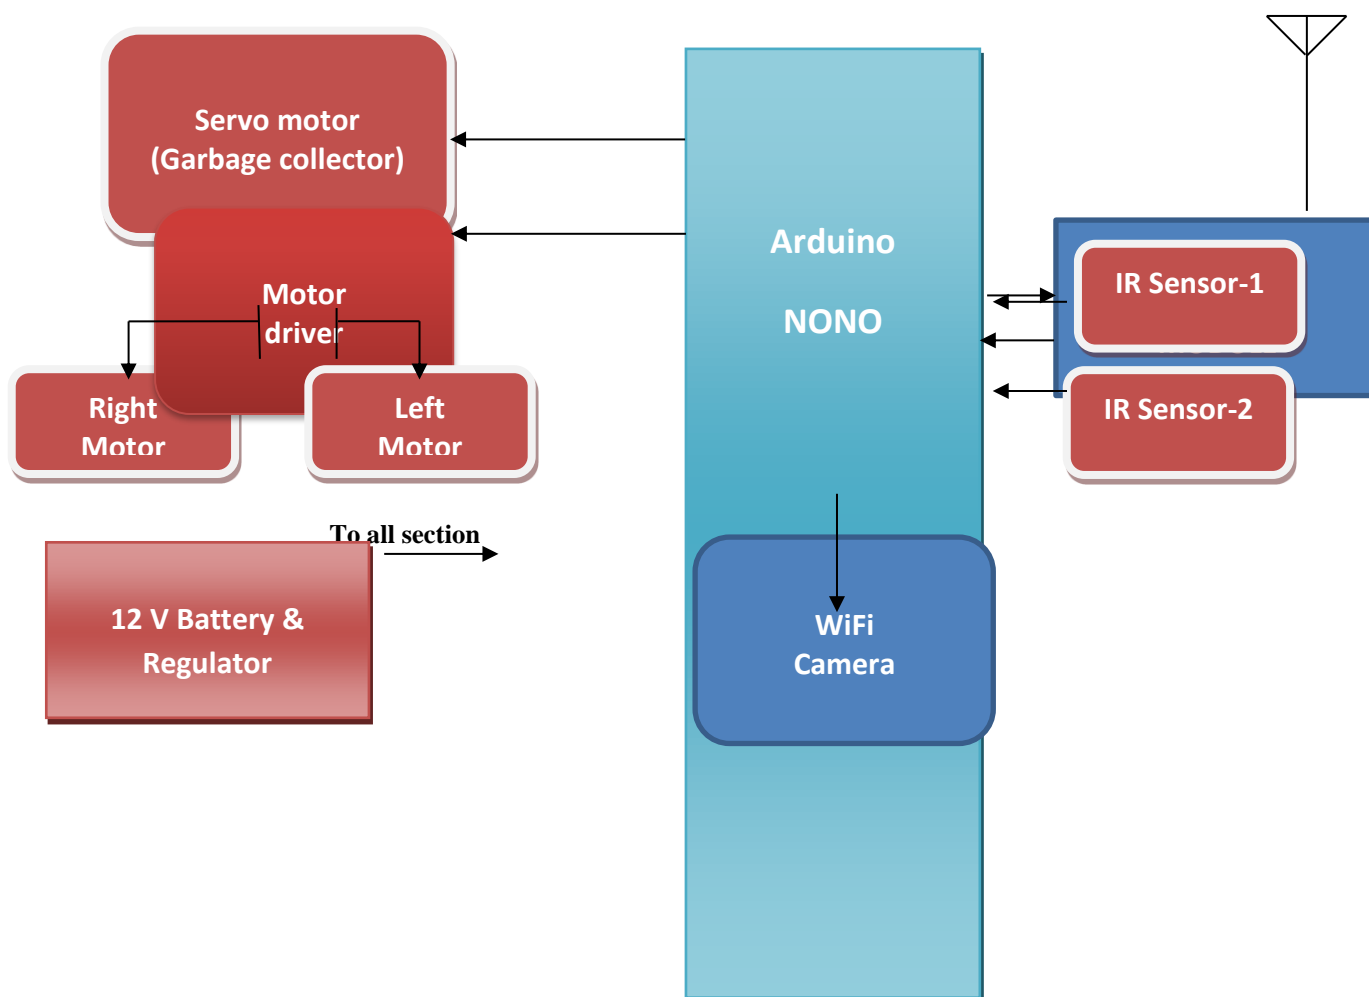 Servo motor
(Garbage collector)
Motor
driver
Right
Motor
Left
Motor
To all section
12 V Battery &
Regulator
Arduino
NONO
WiFi
Camera
IR Sensor-1
IR Sensor-2